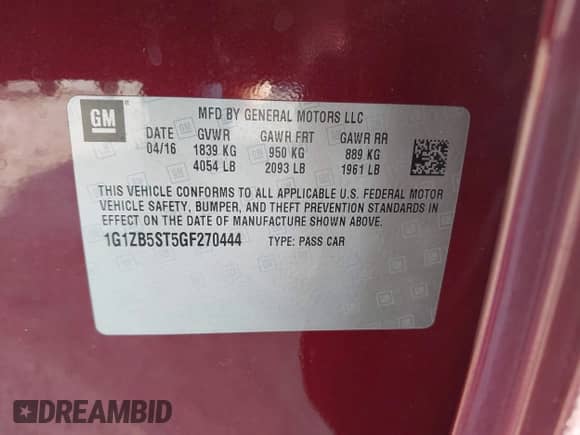 GM
MFD BY GENERAL MOTORS LLC
DATE GVWR GAWR FRT GAWR RR
04/16 1839 KG 950 KG 889 KG
4054 LB 2093 LB 1961 LB
THIS VEHICLE CONFORMS TO ALL APPLICABLE U.S. FEDERAL MOTOR
VEHICLE SAFETY, BUMPER, AND THEFT PREVENTION STANDARDS IN
EFFECT ON THE DATE OF MANUFACTURE SHOWN ABOVE.
1G1ZB5ST5GF270444 TYPE: PASS CAR
DREAMBID